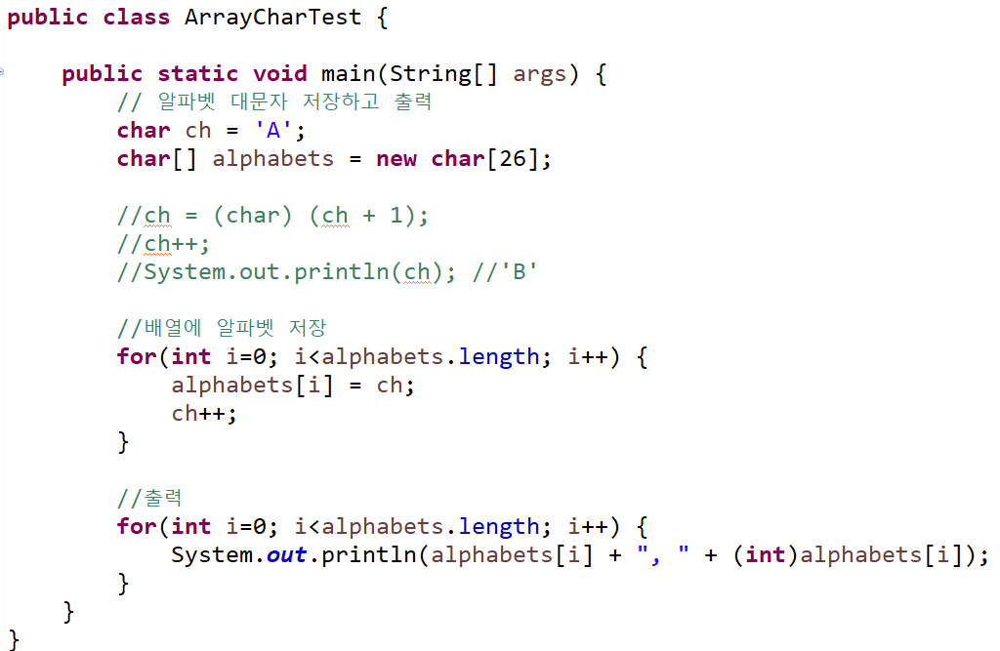 public class ArrayCharTest {
public static void main(String[] args) {
// 알파벳 대문자 저장하고 출력
char ch = 'A';
char[] alphabets = new char[26];
//ch = (char) (ch + 1);
//ch++;
//System.out.println(ch); //'B'
//배열에 알파벳 저장
for(int i=0; i<alphabets.length; i++) {
alphabets[i] = ch;
ch++;
}
//출력
for(int i=0; i<alphabets.length; i++) {
System.out.println(alphabets[i] + ", " + (int)alphabets[i]);
}
}
}